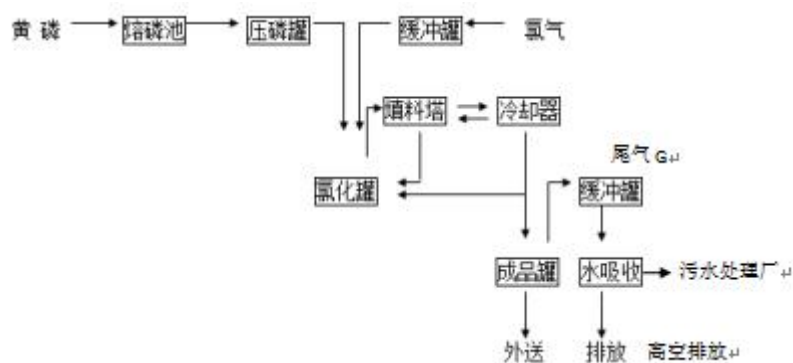 黄 磷 熔磷池 压磷罐 缓冲罐 氯气
填料塔 冷却器
尾气 G↵
氯化罐 缓冲罐
成品罐 水吸收 污水处理厂↵
外送 排放 高空排放↵